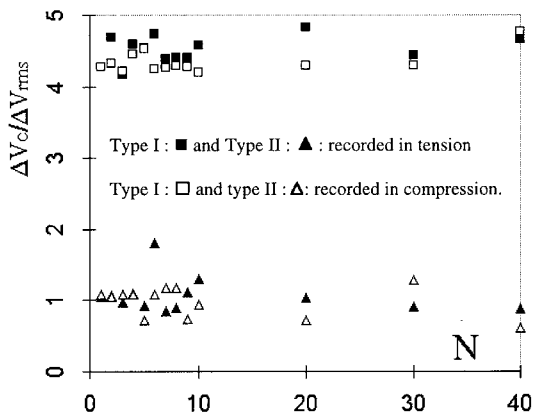 5
4
3
2
1
0
ΔVc/ΔVrms
Type I : ■ and Type II : ▲ : recorded in tension
Type I : □ and type II : △: recorded in compression.
N
0 10 20 30 40